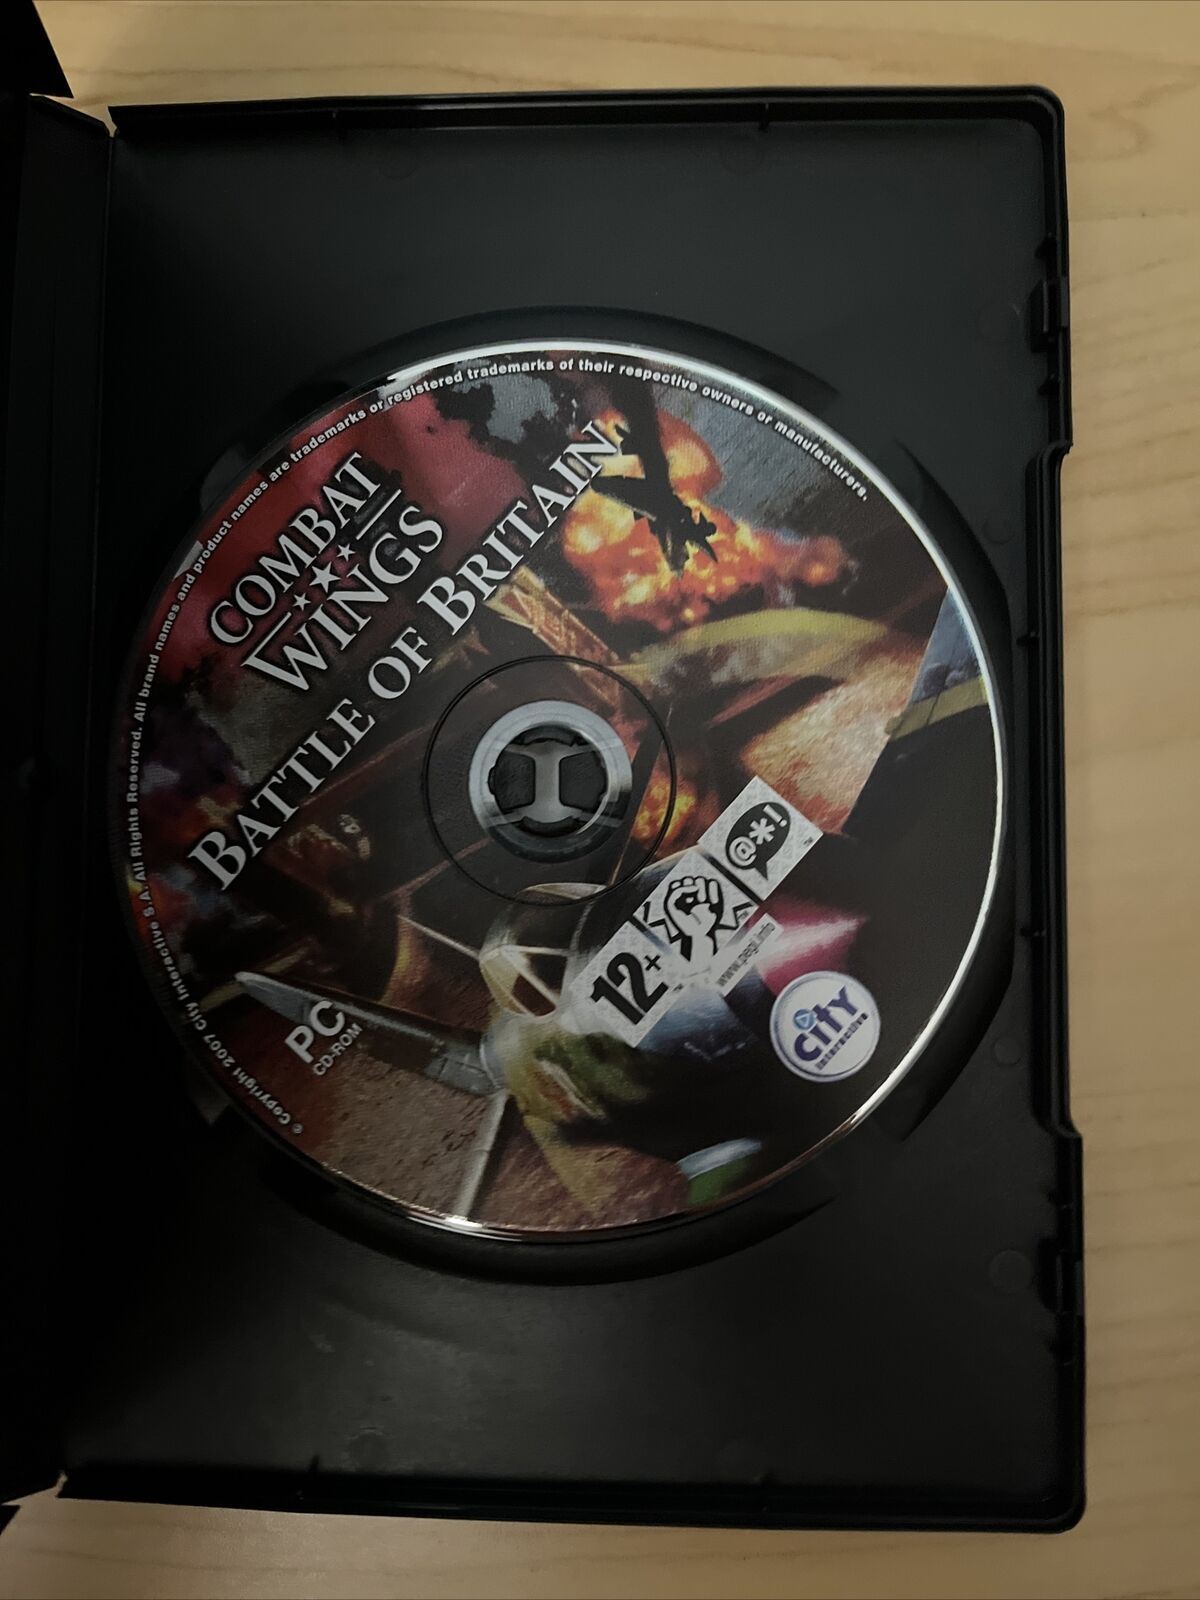 © Copyright 2007 City Interactive S.A. All Rights Reserved. All brand names and product names are trademarks or registered trademarks of their respective owners or manufacturers.
COMBAT
WINGS
BATTLE OF BRITAIN
PC
CD-ROM
12+
@*!
www.pegi.info
CITY
interactive